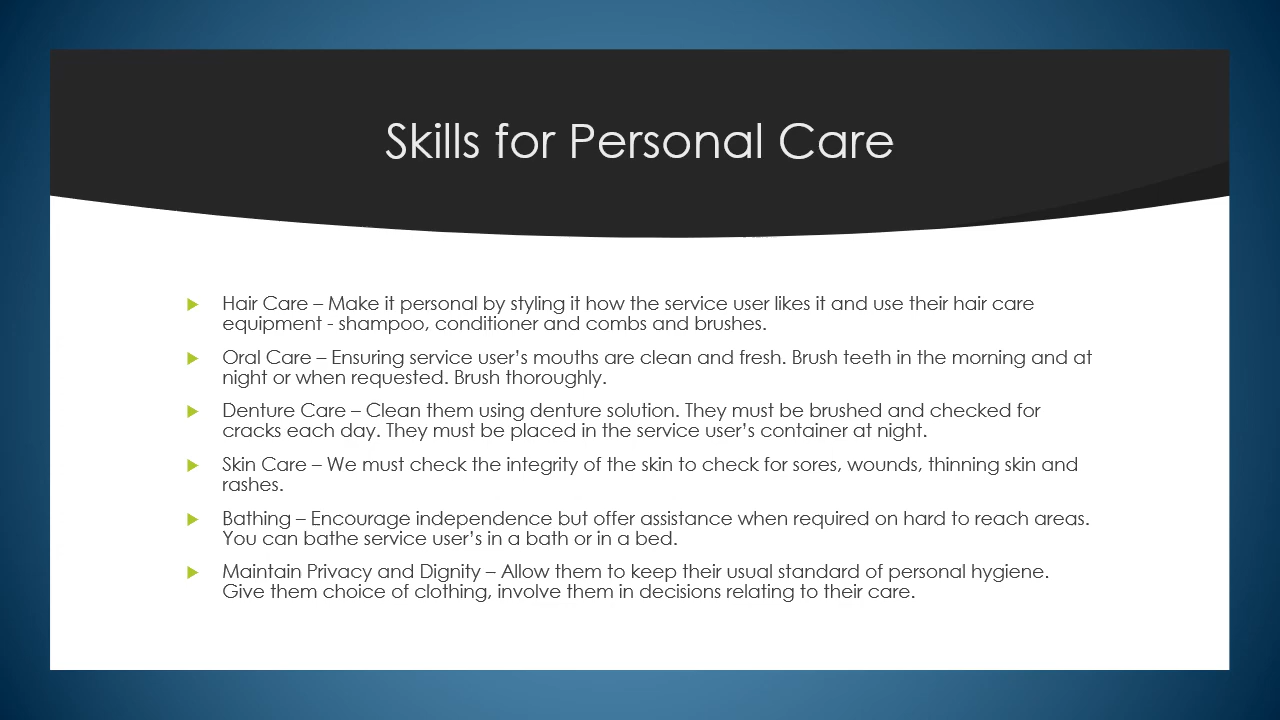 Skills for Personal Care
Hair Care – Make it personal by styling it how the service user likes it and use their hair care
equipment - shampoo, conditioner and combs and brushes.
Oral Care – Ensuring service user’s mouths are clean and fresh. Brush teeth in the morning and at
night or when requested. Brush thoroughly.
Denture Care – Clean them using denture solution. They must be brushed and checked for
cracks each day. They must be placed in the service user’s container at night.
Skin Care – We must check the integrity of the skin to check for sores, wounds, thinning skin and
rashes.
Bathing – Encourage independence but offer assistance when required on hard to reach areas.
You can bathe service user’s in a bath or in a bed.
Maintain Privacy and Dignity – Allow them to keep their usual standard of personal hygiene.
Give them choice of clothing, involve them in decisions relating to their care.